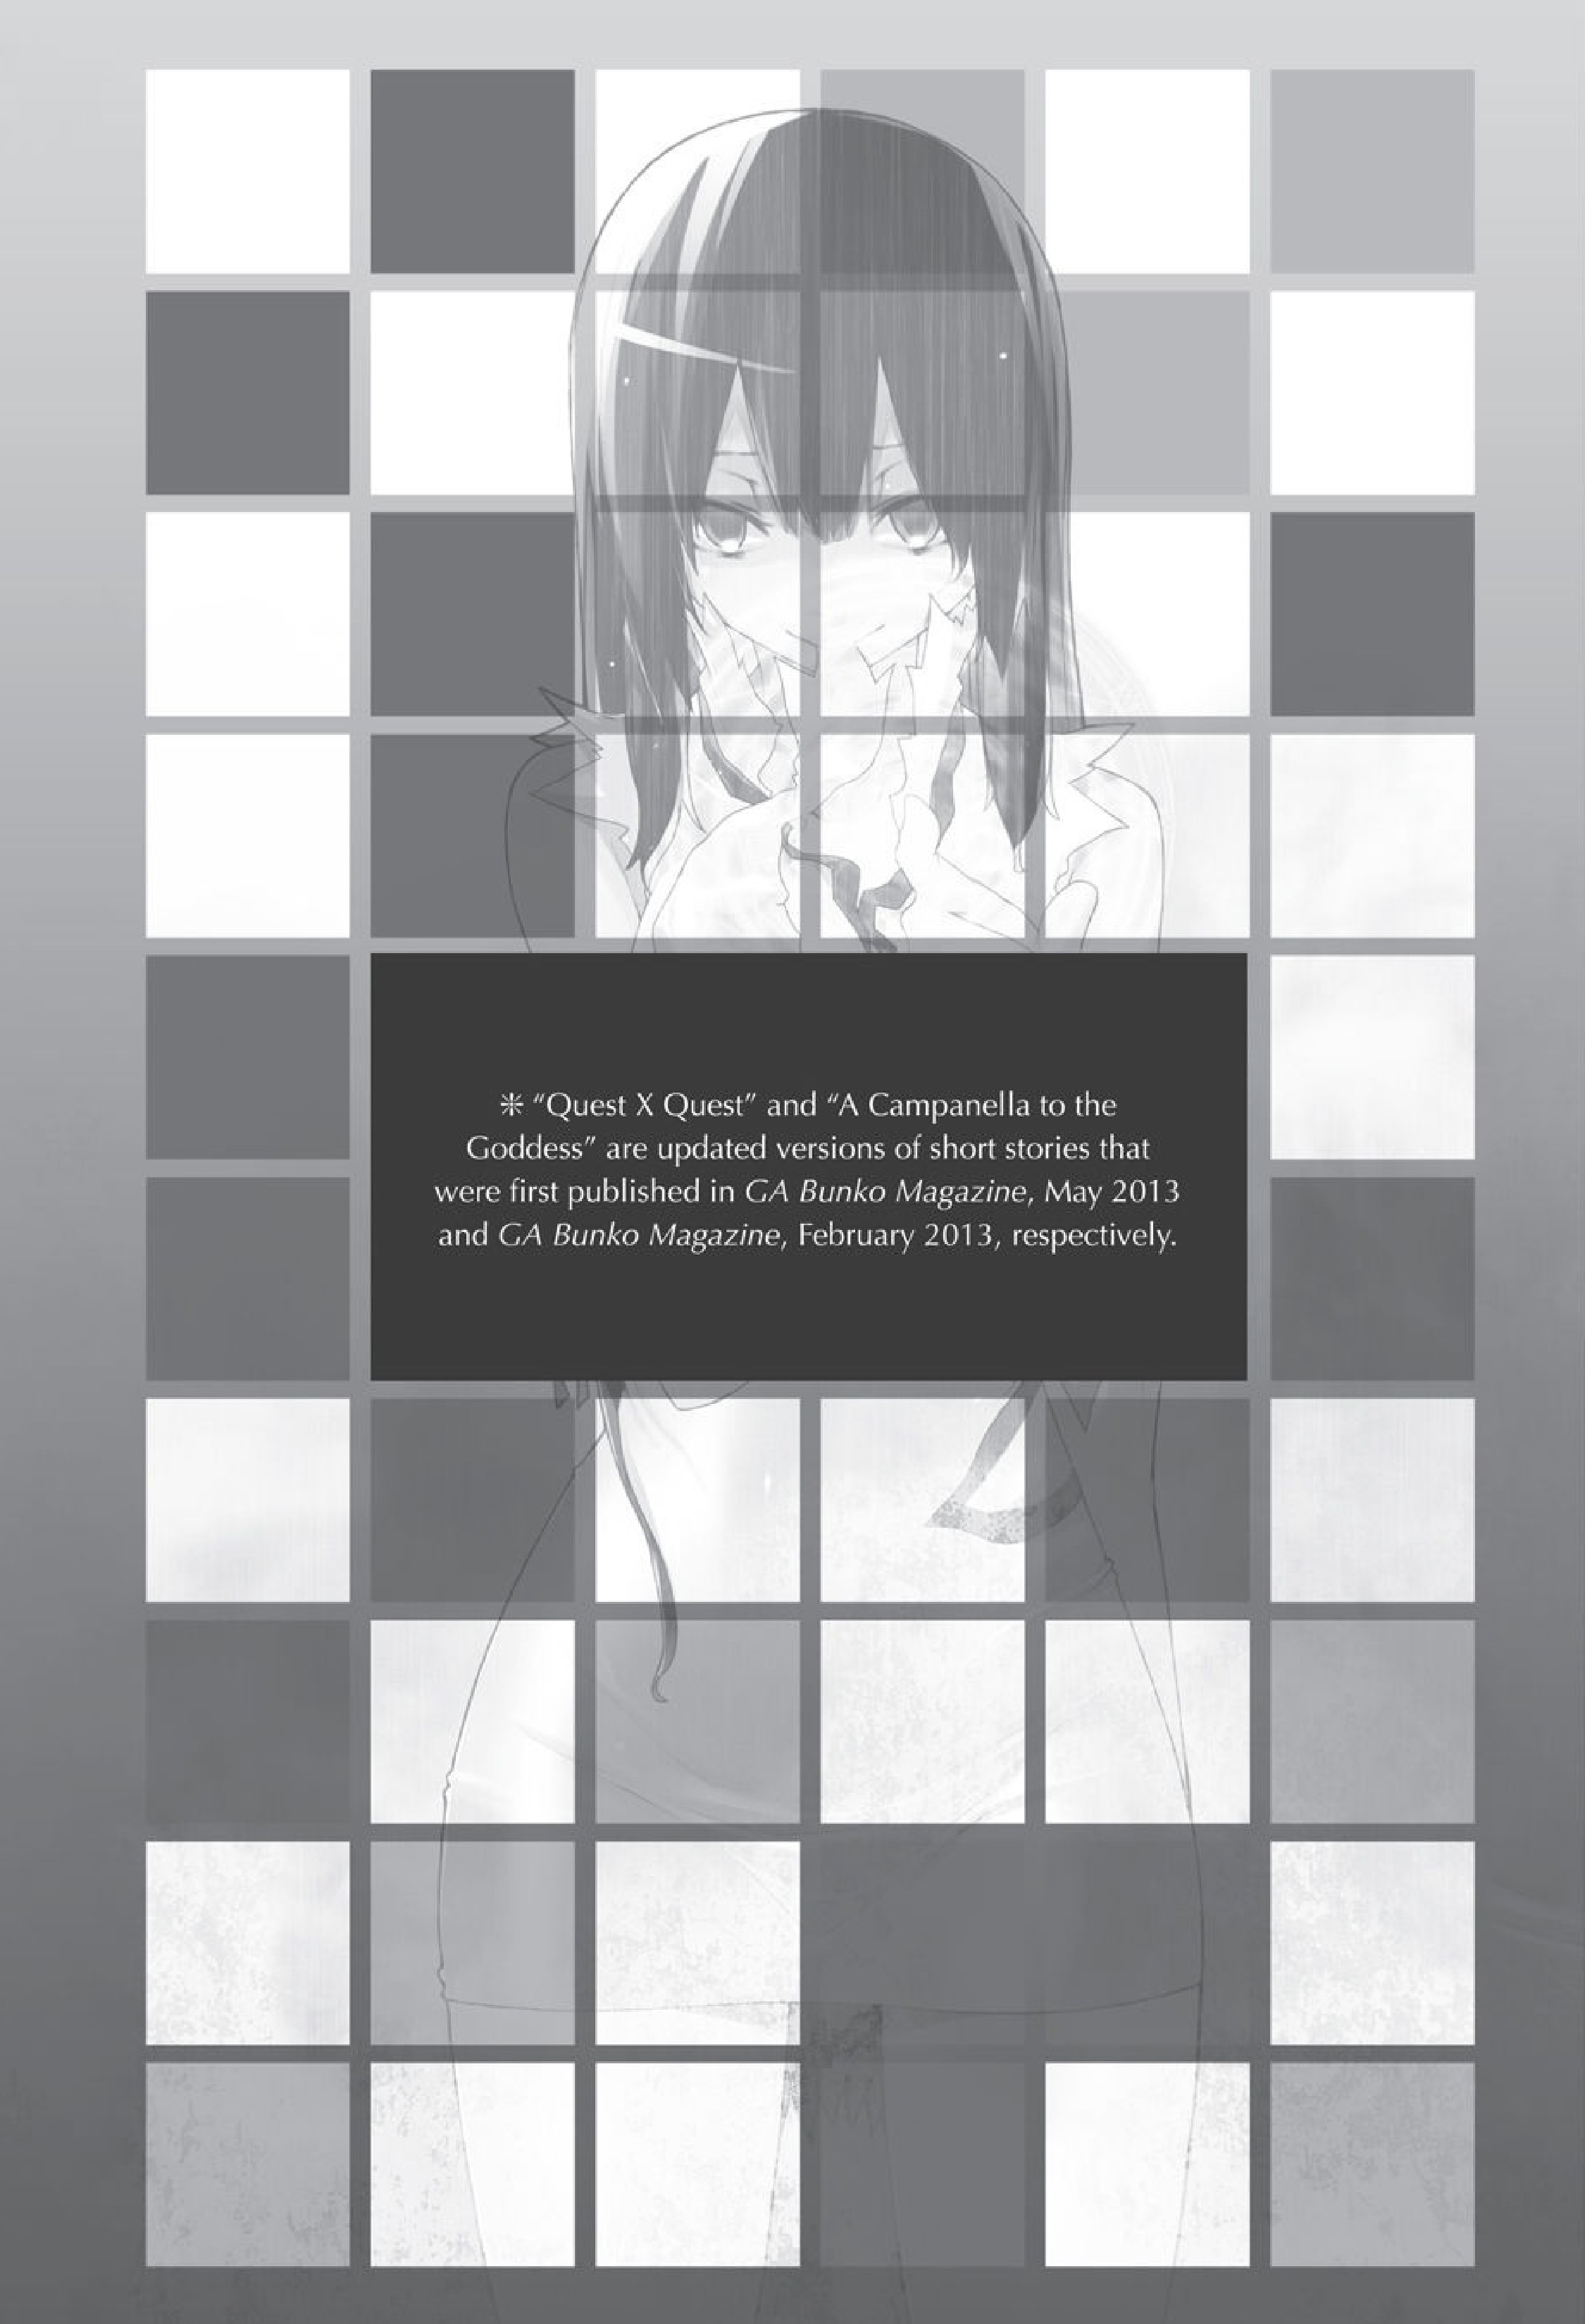 ❈ “Quest X Quest” and “A Campanella to the
Goddess” are updated versions of short stories that
were first published in GA Bunko Magazine, May 2013
and GA Bunko Magazine, February 2013, respectively.